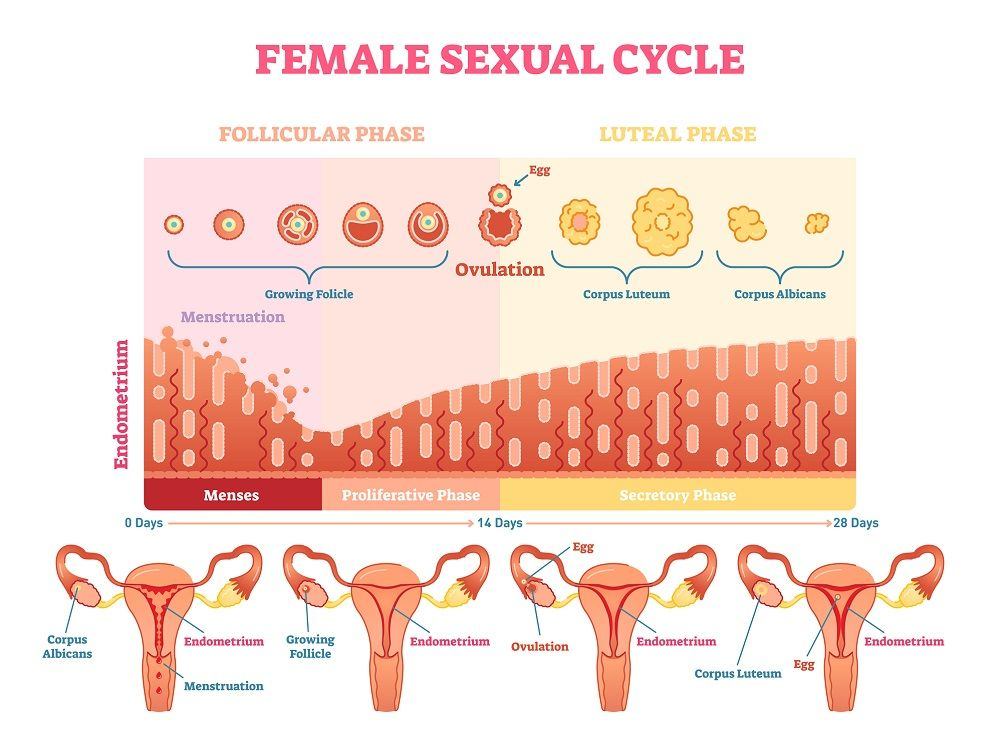 FEMALE SEXUAL CYCLE
FOLLICULAR PHASE
LUTEAL PHASE
Egg
Ovulation
Growing Folicle
Corpus Luteum
Corpus Albicans
Menstruation
Endometrium
Menses
Proliferative Phase
Secretory Phase
0 Days
14 Days
28 Days
Corpus
Albicans
Endometrium
Menstruation
Growing
Follicle
Endometrium
Egg
Ovulation
Endometrium
Corpus Luteum
Egg
Endometrium